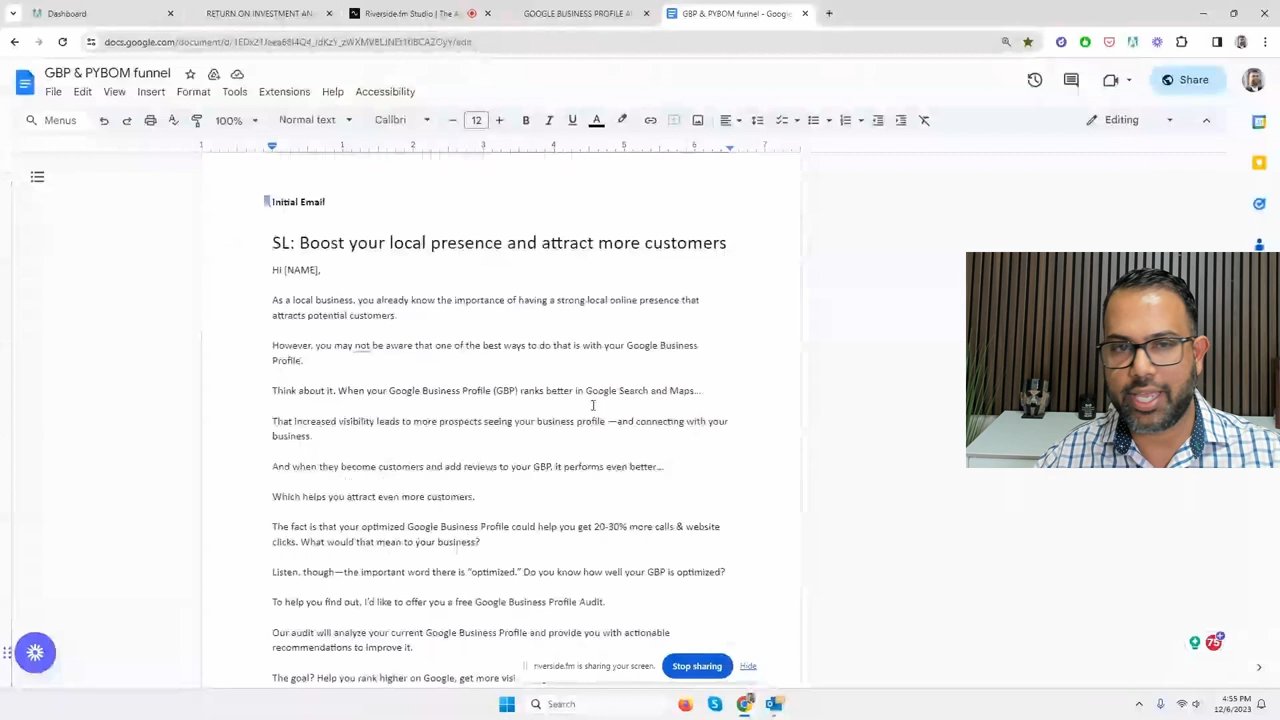 Dashboard
RETURN ON INVESTMENT AN
Riverside.fm Studio | The A
GOOGLE BUSINESS PROFILE A
GBP & PYBOM funnel - Google
GBP & PYBOM funnel
File Edit View Insert Format Tools Extensions Help Accessibility
Share
Menus
100%
Normal text
Calibri
12
B I U A
Editing
1 1 2 3 4 5 6 7
Initial Email
SL: Boost your local presence and attract more customers
Hi [NAME],
As a local business, you already know the importance of having a strong local online presence that
attracts potential customers.
However, you may not be aware that one of the best ways to do that is with your Google Business
Profile.
Think about it. When your Google Business Profile (GBP) ranks better in Google Search and Maps...
That increased visibility leads to more prospects seeing your business profile —and connecting with your
business.
And when they become customers and add reviews to your GBP, it performs even better...
Which helps you attract even more customers.
The fact is that your optimized Google Business Profile could help you get 20-30% more calls & website
clicks. What would that mean to your business?
Listen, though—the important word there is “optimized.” Do you know how well your GBP is optimized?
To help you find out, I’d like to offer you a free Google Business Profile Audit.
Our audit will analyze your current Google Business Profile and provide you with actionable
recommendations to improve it.
The goal? Help you rank higher on Google, get more visi
riverside.fm is sharing your screen.
Stop sharing
Hide
75
Search
4:55 PM
12/6/2023